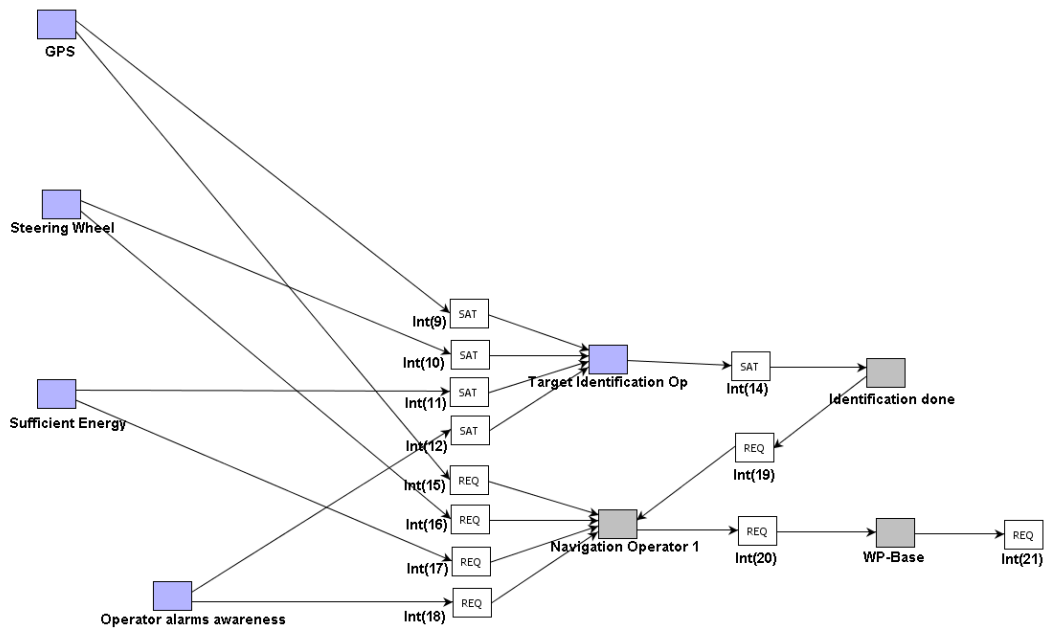 GPS
Steering Wheel
SAT
Int(9)
SAT
Int(10)
Target Identification Op
SAT
Int(14)
Identification done
Sufficient Energy
SAT
Int(11)
SAT
Int(12)
REQ
Int(19)
REQ
Int(15)
REQ
Int(16)
Navigation Operator 1
REQ
Int(20)
WP-Base
REQ
Int(21)
REQ
Int(17)
REQ
Int(18)
Operator alarms awareness